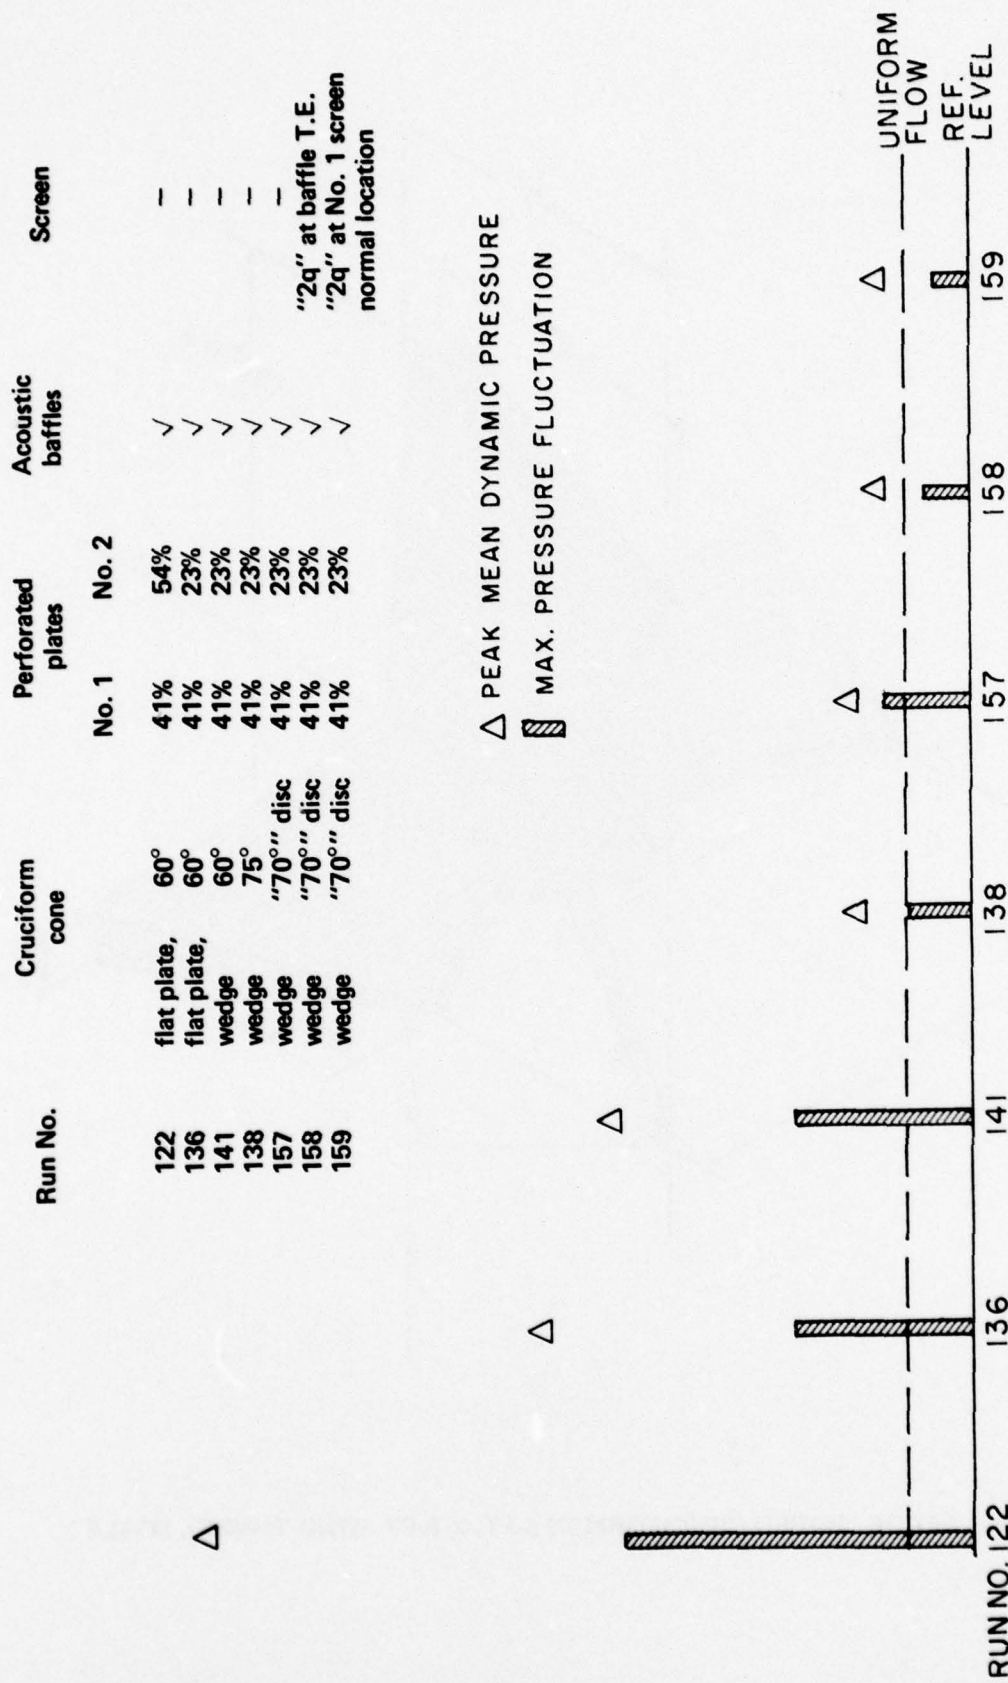 Run No. Cruciform cone Perforated plates Acoustic baffles Screen
No. 1 No. 2
122 flat plate, 60° 41% 54% √ –
136 flat plate, 60° 41% 23% √ –
141 wedge 60° 41% 23% √ –
138 wedge 75° 41% 23% √ –
157 wedge "70°" disc 41% 23% √ –
158 wedge "70°" disc 41% 23% √ "2q" at baffle T.E.
159 wedge "70°" disc 41% 23% √ "2q" at No. 1 screen
normal location
△ PEAK MEAN DYNAMIC PRESSURE
MAX. PRESSURE FLUCTUATION
UNIFORM
FLOW
REF.
LEVEL
RUN NO. 122 136 141 138 157 158 159